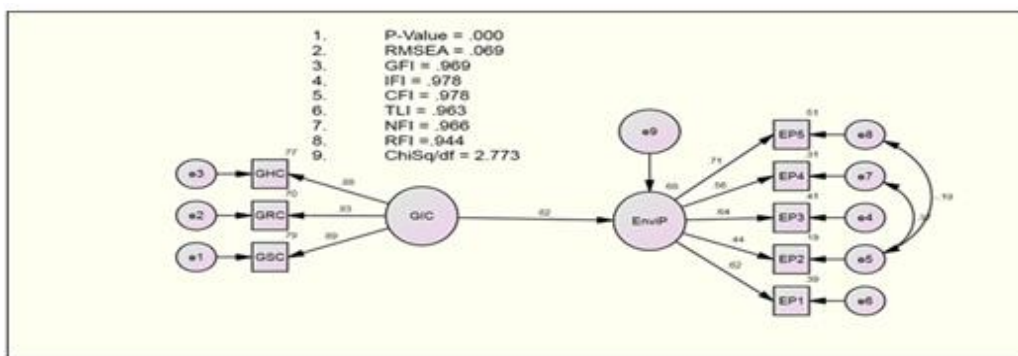 1. P-Value = .000
2. RMSEA = .069
3. GFI = .969
4. IFI = .978
5. CFI = .978
6. TLI = .963
7. NFI = .966
8. RFI =.944
9. ChiSq/df = 2.773
e9
51
EP5
e8
71
.19
77
e3
GHC
88
31
EP4
e7
56
70
e2
GRC
83
GIC
62
EnviP
64
41
EP3
e4
79
e1
GSC
89
44
19
EP2
e5
62
39
EP1
e6